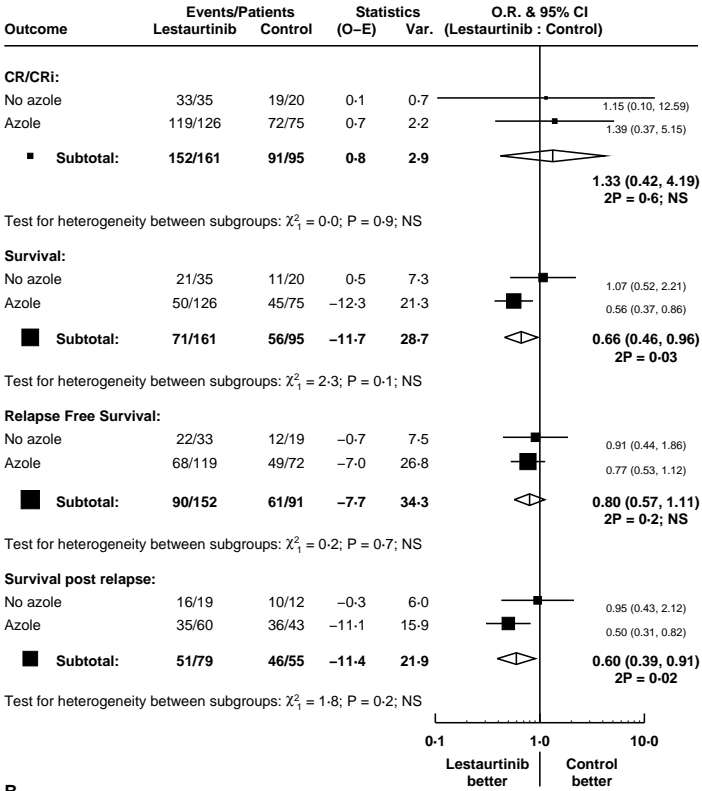 Events/Patients Statistics O.R. & 95% CI
Outcome Lestaurtinib Control (O–E) Var. (Lestaurtinib : Control)
CR/CRi:
No azole 33/35 19/20 0·1 0·7 1.15 (0.10, 12.59)
Azole 119/126 72/75 0·7 2·2 1.39 (0.37, 5.15)
Subtotal: 152/161 91/95 0·8 2·9
1.33 (0.42, 4.19)
2P = 0·6; NS
Test for heterogeneity between subgroups: χ²₁ = 0·0; P = 0·9; NS
Survival:
No azole 21/35 11/20 0·5 7·3 1.07 (0.52, 2.21)
Azole 50/126 45/75 −12·3 21·3 0.56 (0.37, 0.86)
Subtotal: 71/161 56/95 −11·7 28·7 0.66 (0.46, 0.96)
2P = 0·03
Test for heterogeneity between subgroups: χ²₁ = 2·3; P = 0·1; NS
Relapse Free Survival:
No azole 22/33 12/19 −0·7 7·5 0.91 (0.44, 1.86)
Azole 68/119 49/72 −7·0 26·8 0.77 (0.53, 1.12)
Subtotal: 90/152 61/91 −7·7 34·3 0.80 (0.57, 1.11)
2P = 0·2; NS
Test for heterogeneity between subgroups: χ²₁ = 0·2; P = 0·7; NS
Survival post relapse:
No azole 16/19 10/12 −0·3 6·0 0.95 (0.43, 2.12)
Azole 35/60 36/43 −11·1 15·9 0.50 (0.31, 0.82)
Subtotal: 51/79 46/55 −11·4 21·9 0.60 (0.39, 0.91)
2P = 0·02
Test for heterogeneity between subgroups: χ²₁ = 1·8; P = 0·2; NS
0·1 1·0 10·0
Lestaurtinib Control
better better